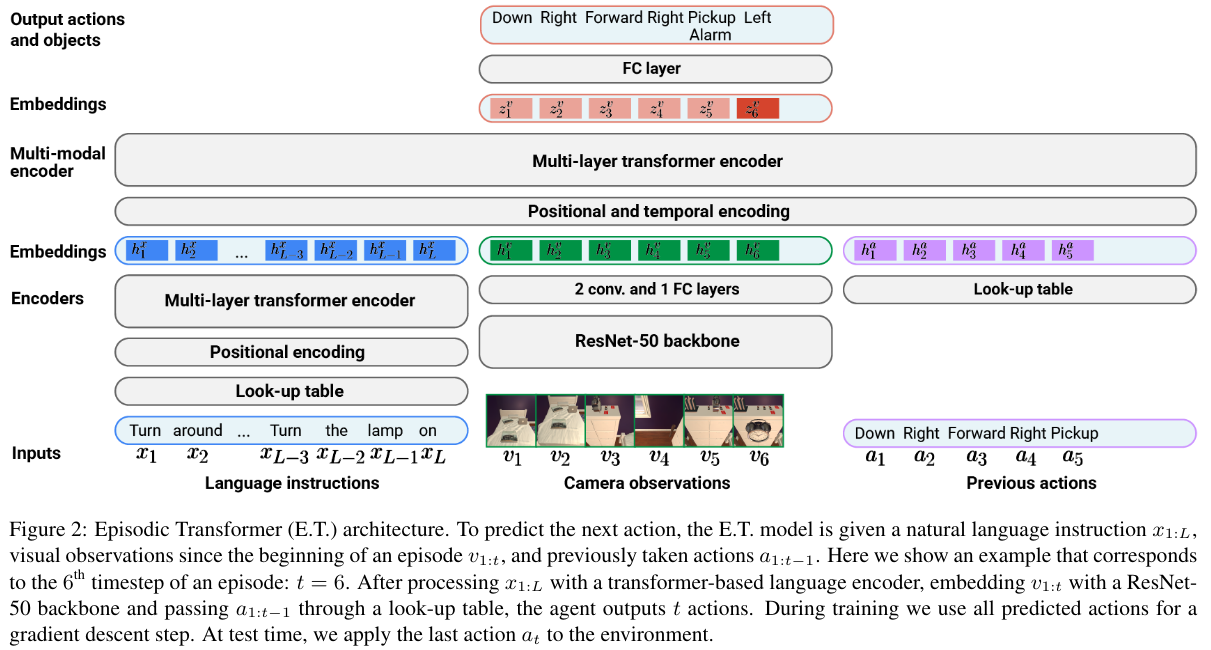 Output actions and objects
Down Right Forward Right Pickup Left
Alarm
FC layer
Embeddings
z_1^v z_2^v z_3^v z_4^v z_5^v z_6^v
Multi-modal encoder
Multi-layer transformer encoder
Positional and temporal encoding
Embeddings
h_1^x h_2^x ... h_{L-3}^x h_{L-2}^x h_{L-1}^x h_L^x
h_1^v h_2^v h_3^v h_4^v h_5^v h_6^v
h_1^a h_2^a h_3^a h_4^a h_5^a
Encoders
Multi-layer transformer encoder
2 conv. and 1 FC layers
Look-up table
ResNet-50 backbone
Positional encoding
Look-up table
Inputs
Turn around ... Turn the lamp on
x_1 x_2 x_{L-3} x_{L-2} x_{L-1} x_L
v_1 v_2 v_3 v_4 v_5 v_6
Down Right Forward Right Pickup
a_1 a_2 a_3 a_4 a_5
Language instructions
Camera observations
Previous actions
Figure 2: Episodic Transformer (E.T.) architecture. To predict the next action, the E.T. model is given a natural language instruction x_{1:L},
visual observations since the beginning of an episode v_{1:t}, and previously taken actions a_{1:t-1}. Here we show an example that corresponds
to the 6th timestep of an episode: t = 6. After processing x_{1:L} with a transformer-based language encoder, embedding v_{1:t} with a ResNet-
50 backbone and passing a_{1:t-1} through a look-up table, the agent outputs t actions. During training we use all predicted actions for a
gradient descent step. At test time, we apply the last action a_t to the environment.